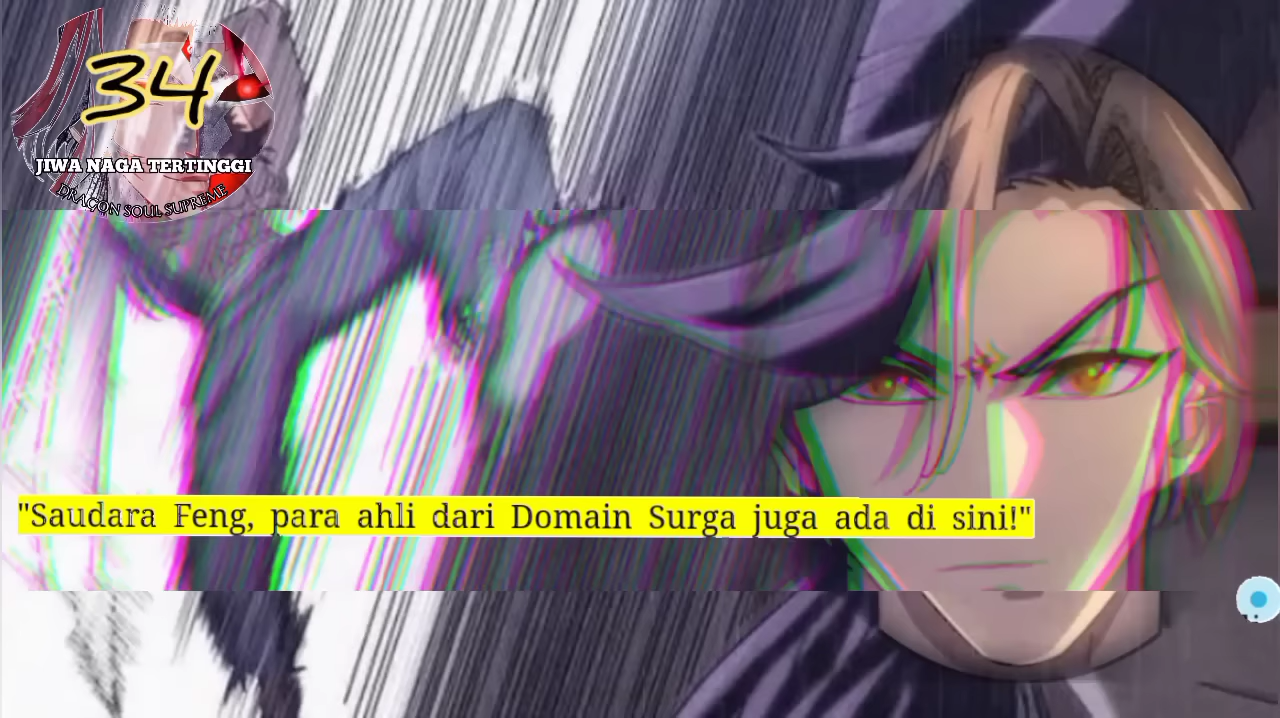 34
JIWA NAGA TERTINGGI
DRAGON SOUL SUPREME
"Saudara Feng, para ahli dari Domain Surga juga ada di sini!"